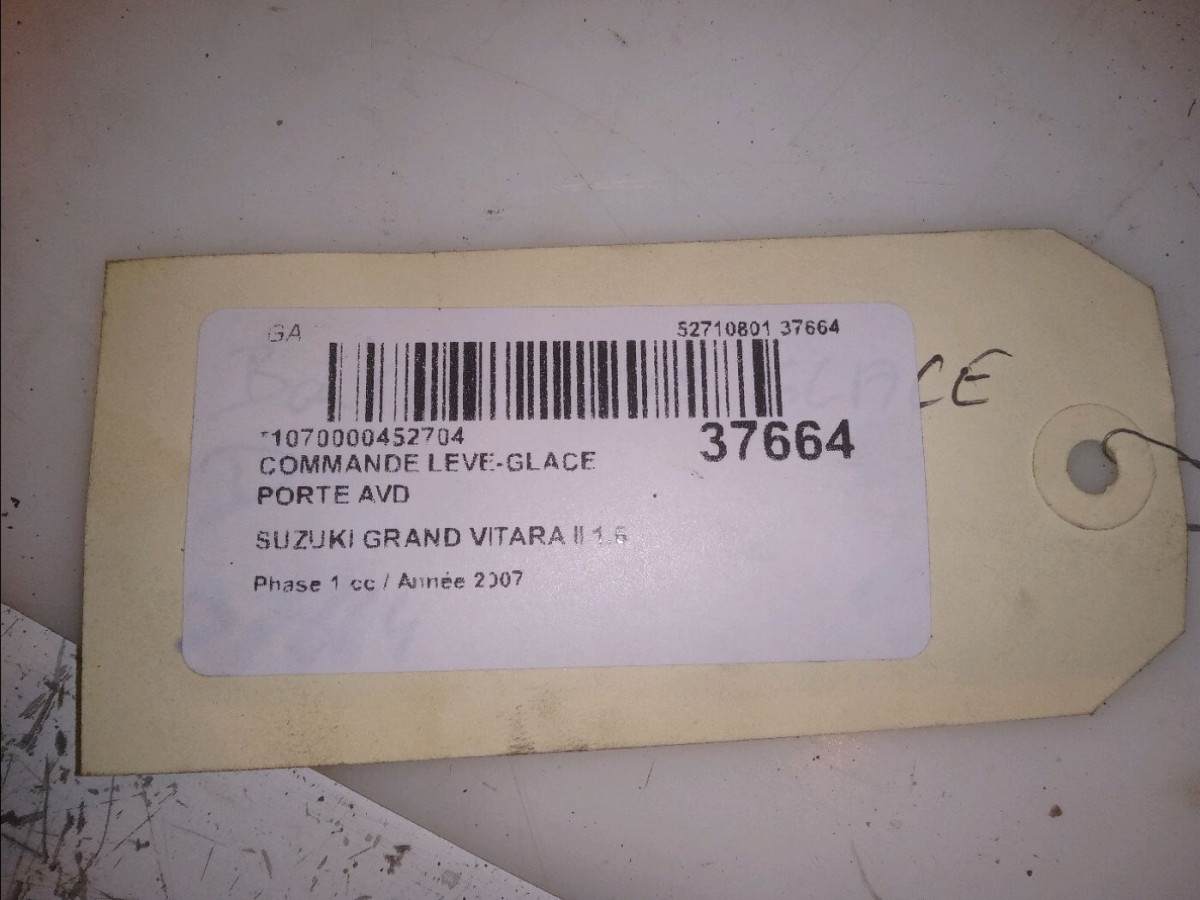 GA
52710801 37664
*1070000452704
37664
COMMANDE LEVE-GLACE
PORTE AVD
SUZUKI GRAND VITARA II 1.6
Phase 1 cc / Année 2007